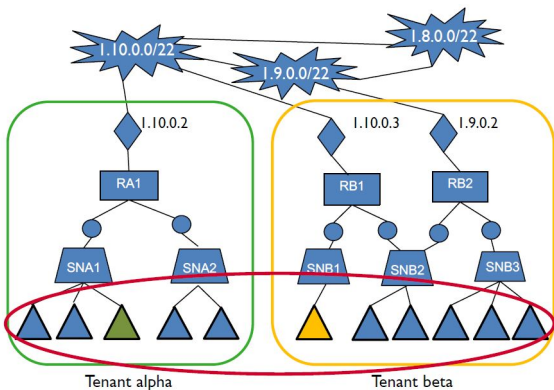 1.10.0.0/22
1.8.0.0/22
1.9.0.0/22
1.10.0.2
1.10.0.3
1.9.0.2
RA1
RB1
RB2
SNA1
SNA2
SNB1
SNB2
SNB3
Tenant alpha
Tenant beta